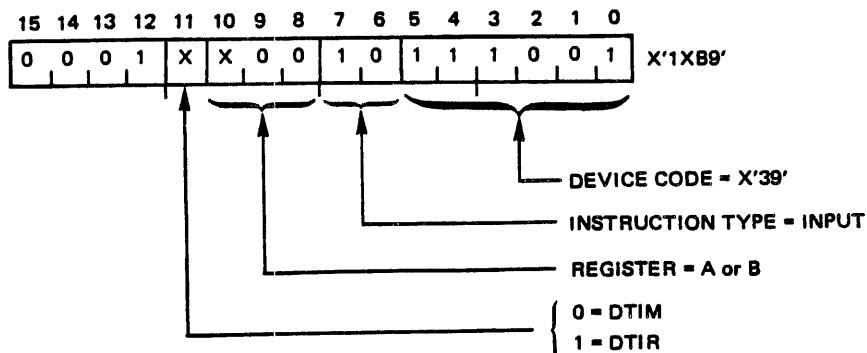 15 14 13 12 11 10 9 8 7 6 5 4 3 2 1 0
0 0 0 1 X X 0 0 1 0 1 1 1 0 0 1 X'1XB9'
DEVICE CODE = X'39'
INSTRUCTION TYPE = INPUT
REGISTER = A or B
0 = DTIM
1 = DTIR